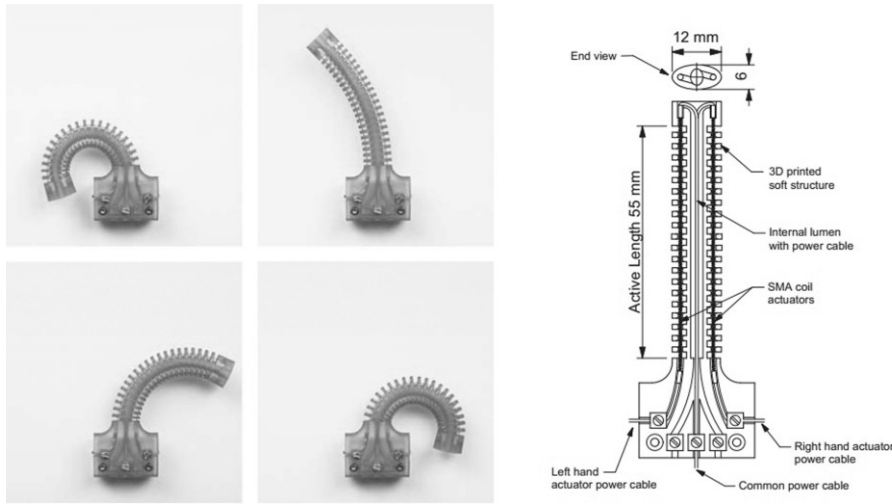 12 mm
End view
6
3D printed
soft structure
Active Length 55 mm
Internal lumen
with power cable
SMA coil
actuators
Right hand actuator
power cable
Left hand
actuator power cable
Common power cable